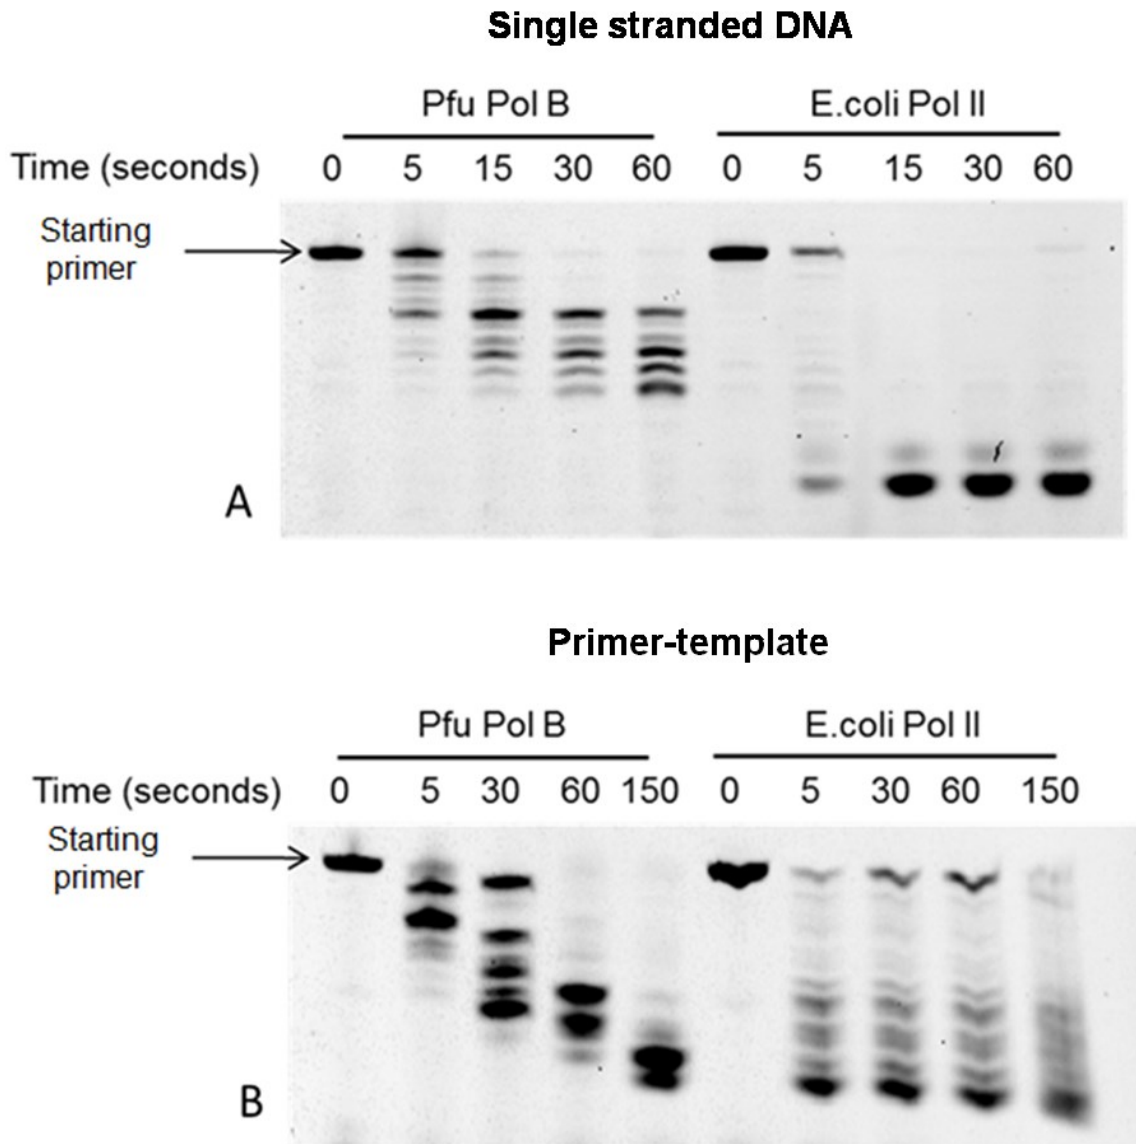 Single stranded DNA
Pfu Pol B E.coli Pol II
Time (seconds) 0 5 15 30 60 0 5 15 30 60
Starting
primer
A
Primer-template
Pfu Pol B E.coli Pol II
Time (seconds) 0 5 30 60 150 0 5 30 60 150
Starting
primer
B